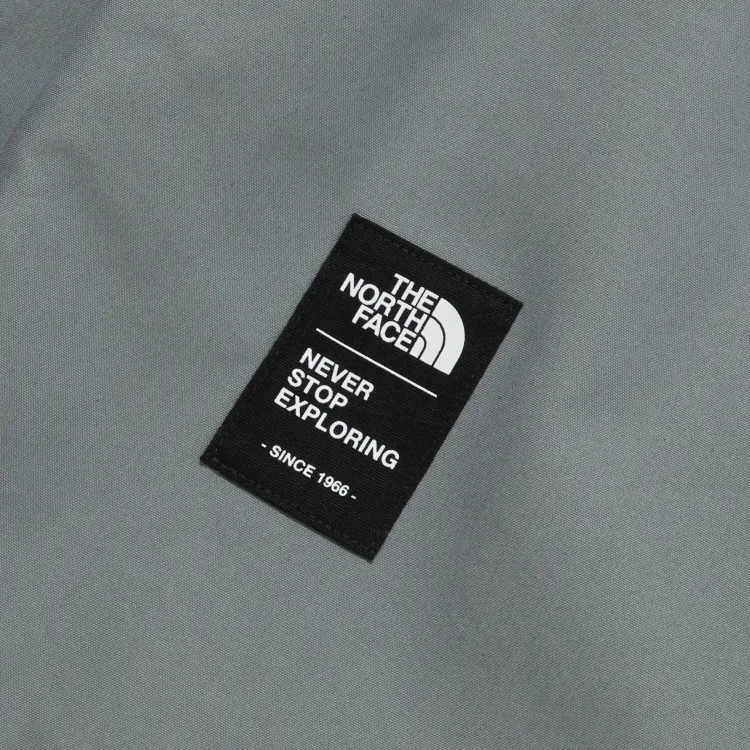 THE
NORTH
FACE
NEVER
STOP
EXPLORING
- SINCE 1966 -